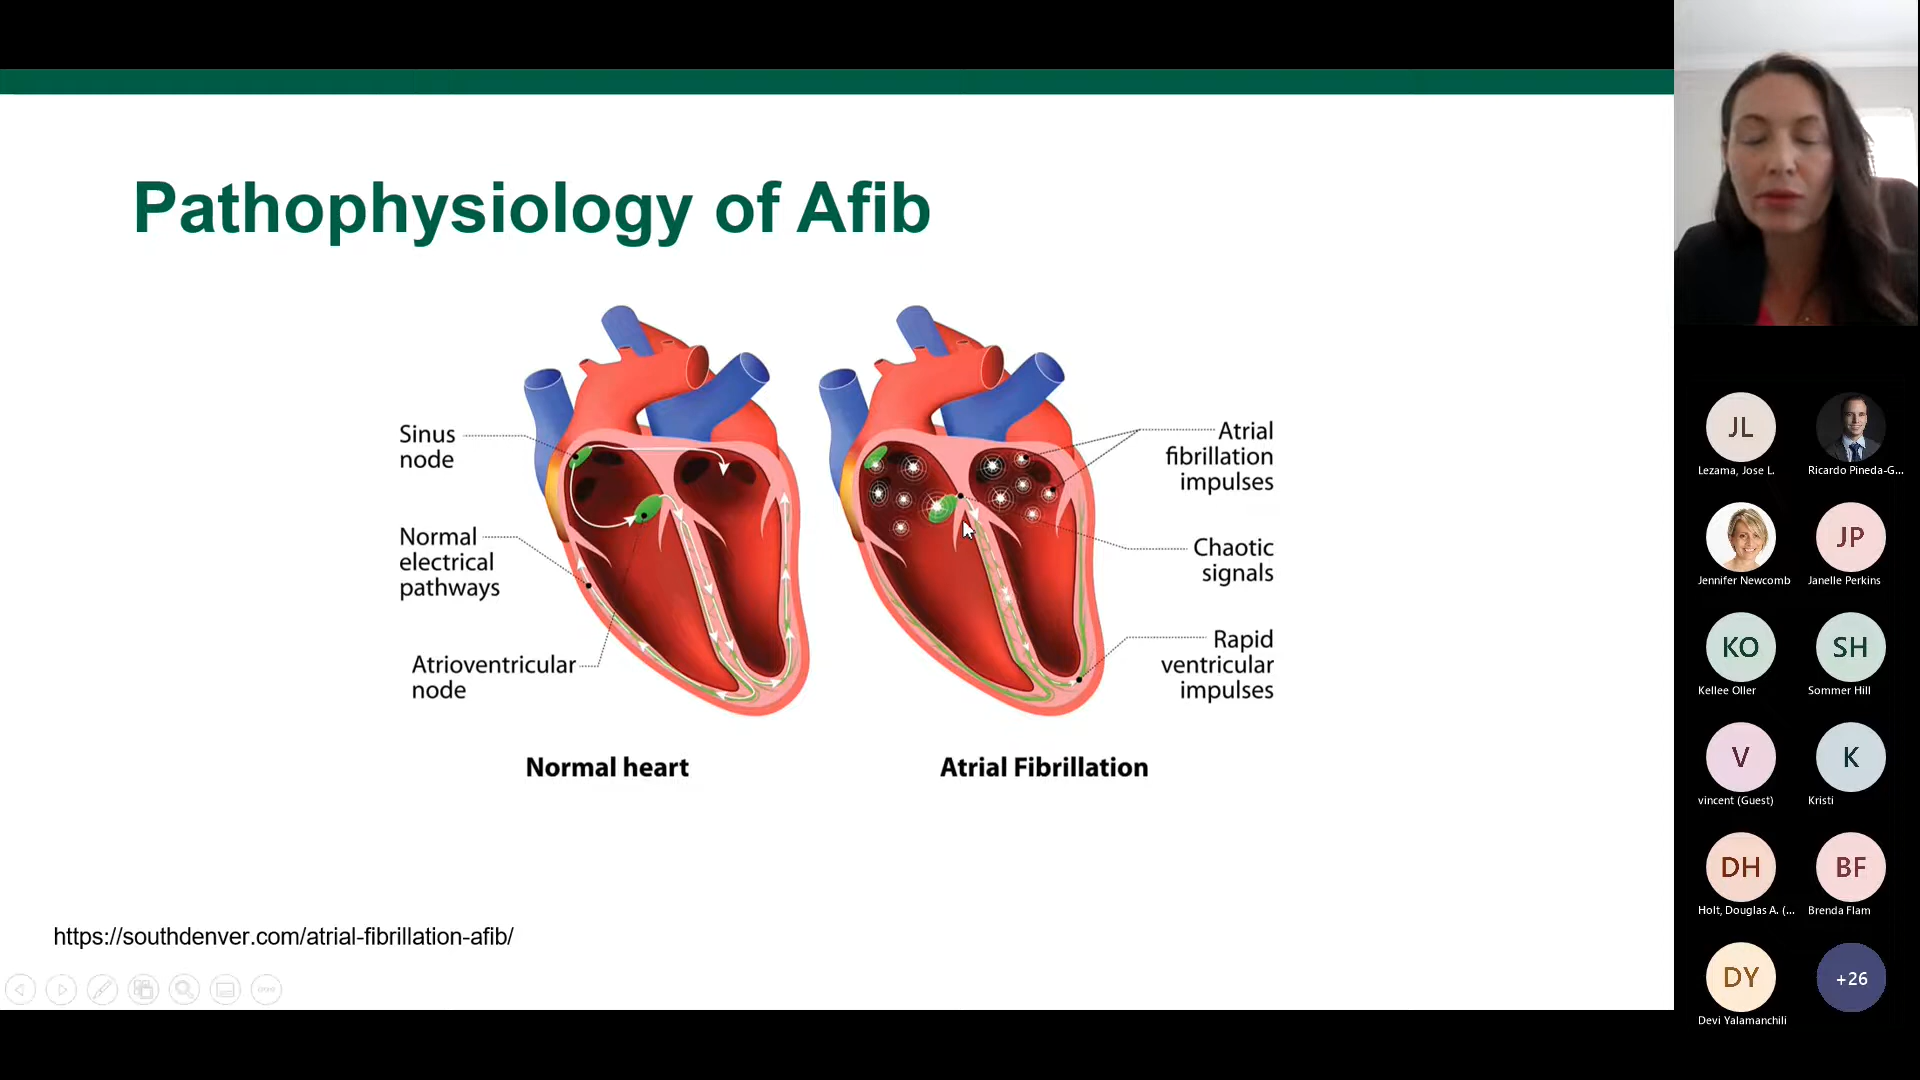 Pathophysiology of Afib
Sinus
node
Normal
electrical
pathways
Atrioventricular
node
Atrial
fibrillation
impulses
Chaotic
signals
Rapid
ventricular
impulses
Normal heart
Atrial Fibrillation
https://southdenver.com/atrial-fibrillation-afib/
JL
Lezama, Jose L.
Ricardo Pineda-G...
Jennifer Newcomb
JP
Janelle Perkins
KO
Kellee Oller
SH
Sommer Hill
V
vincent (Guest)
K
Kristi
DH
Holt, Douglas A. (...
BF
Brenda Flam
DY
Devi Yalamanchili
+26